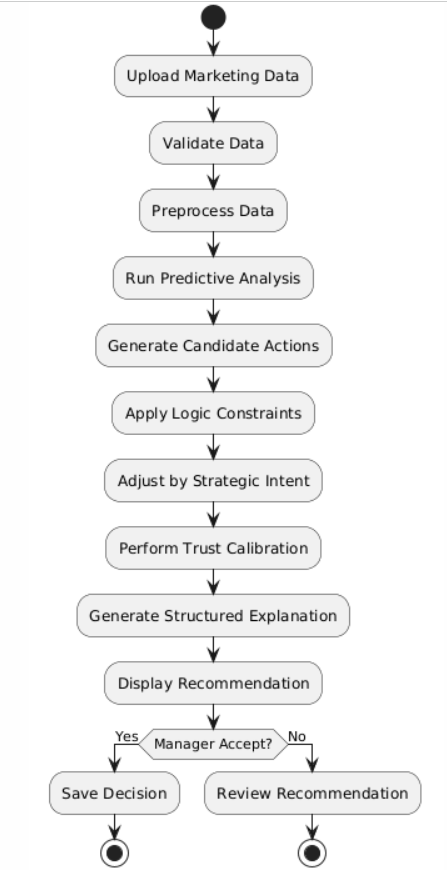 Upload Marketing Data
Validate Data
Preprocess Data
Run Predictive Analysis
Generate Candidate Actions
Apply Logic Constraints
Adjust by Strategic Intent
Perform Trust Calibration
Generate Structured Explanation
Display Recommendation
Yes
Manager Accept?
No
Save Decision
Review Recommendation